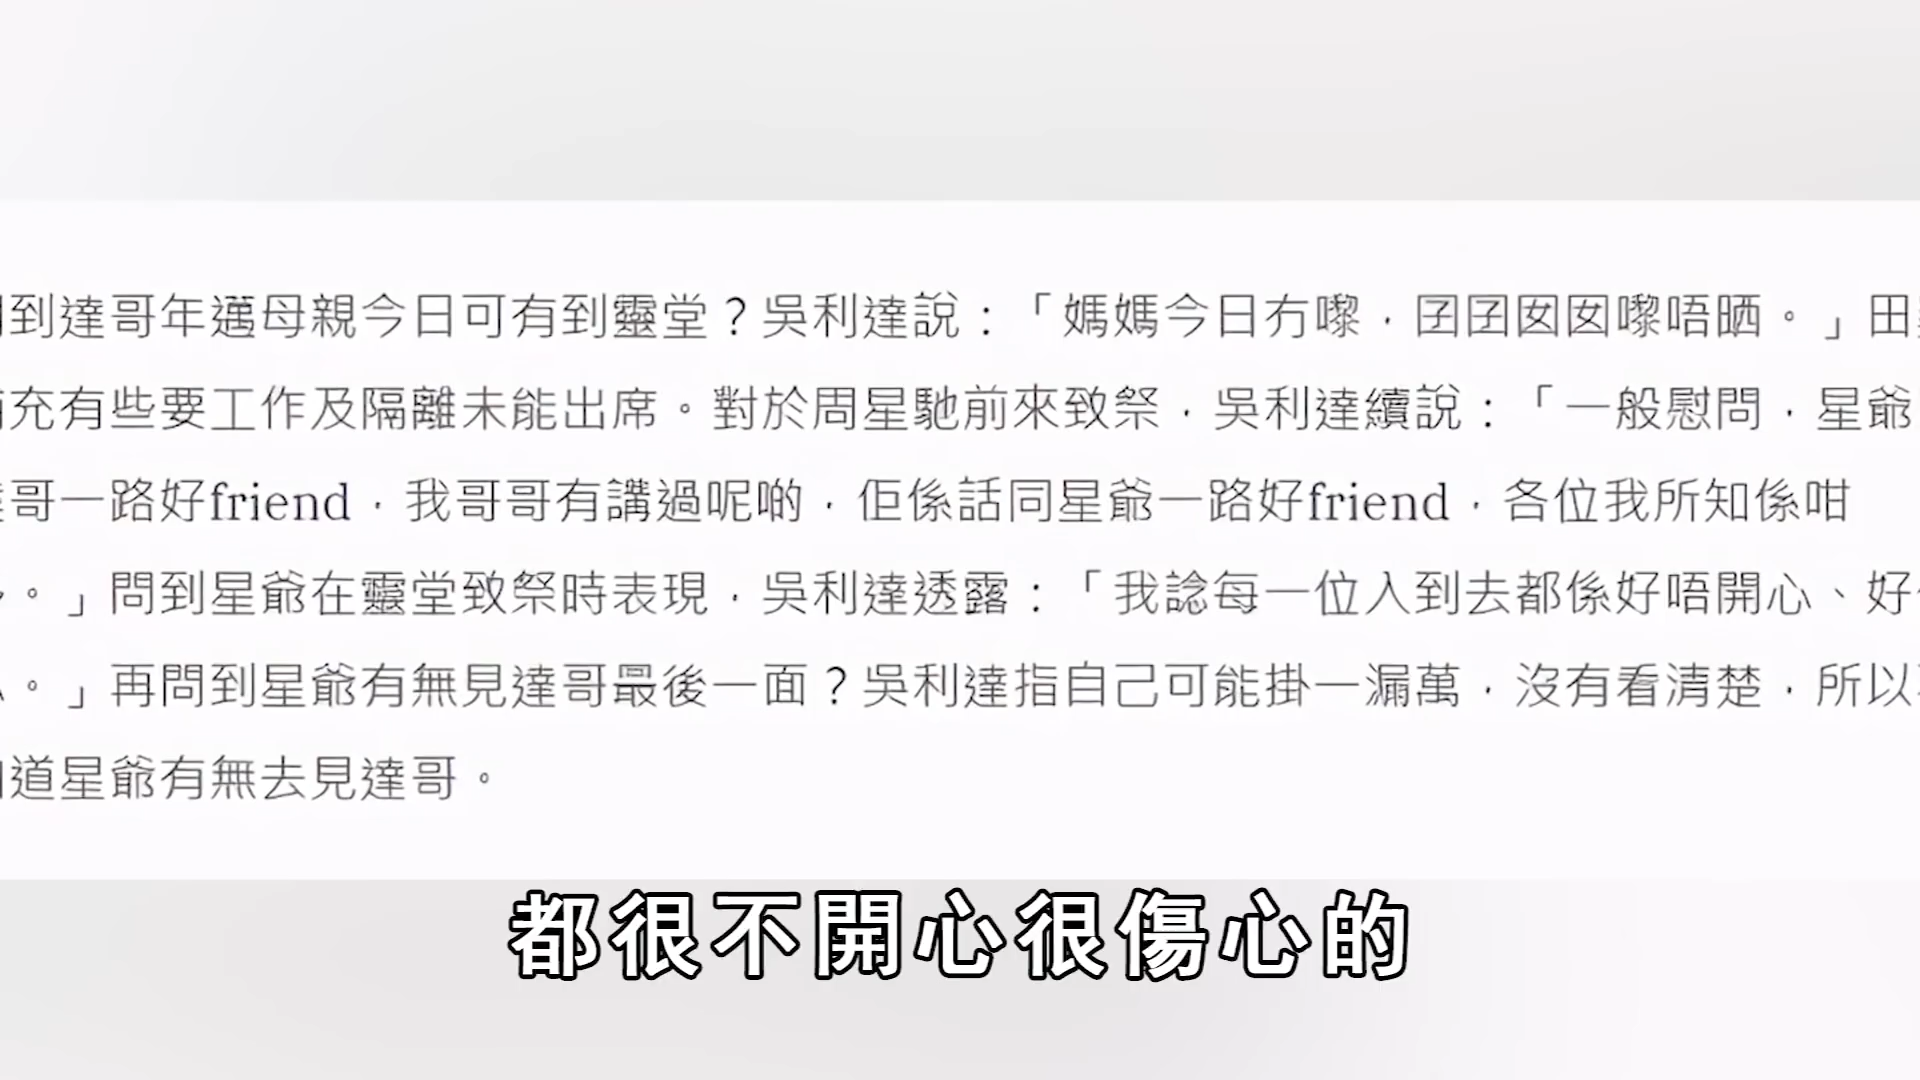 到達哥年邁母親今日可有到靈堂？吳利達說：「媽媽今日冇嚟，囝囝囡囡嚟唔晒。」田
充有些要工作及隔離未能出席。對於周星馳前來致祭，吳利達續說：「一般慰問，星爺
哥一路好friend，我哥哥有講過呢啲，佢係話同星爺一路好friend，各位我所知係咁
。」問到星爺在靈堂致祭時表現，吳利達透露：「我諗每一位入到去都係好唔開心、好
。」再問到星爺有無見達哥最後一面？吳利達指自己可能掛一漏萬，沒有看清楚，所以
道星爺有無去見達哥。
都很不開心很傷心的